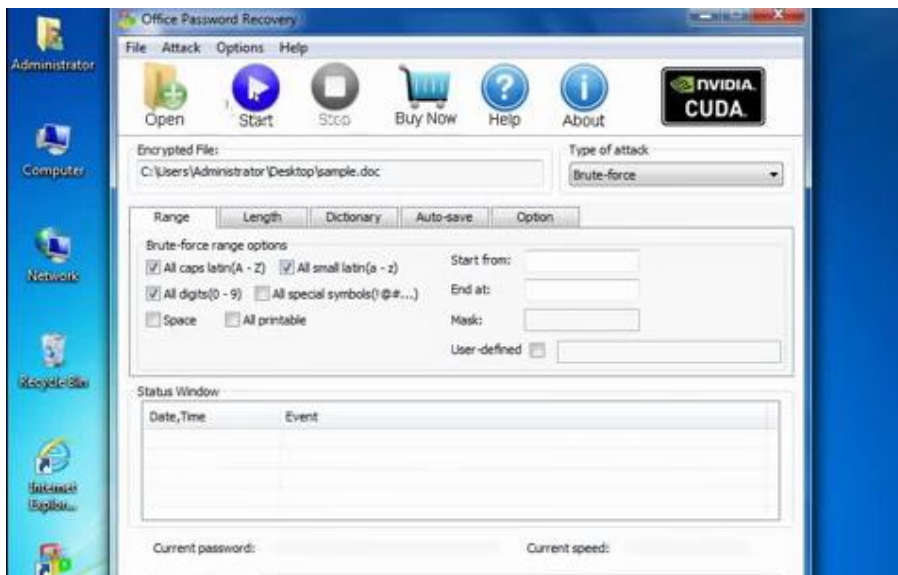 Office Password Recovery
File Attack Options Help
Open Start Stop Buy Now Help About
NVIDIA.
CUDA.
Encrypted File:
C:\Users\Administrator\Desktop\sample.doc
Type of attack
Brute-force
Range Length Dictionary Auto-save Option
Brute-force range options
All caps latin(A - Z) All small latin(a - z)
All digits(0 - 9) All special symbols(!@#...)
Space All printable
Start from:
End at:
Mask:
User-defined
Status Window
Date,Time Event
Current password: Current speed:
Administrator
Computer
Network
Recycle Bin
Internet
Explor...